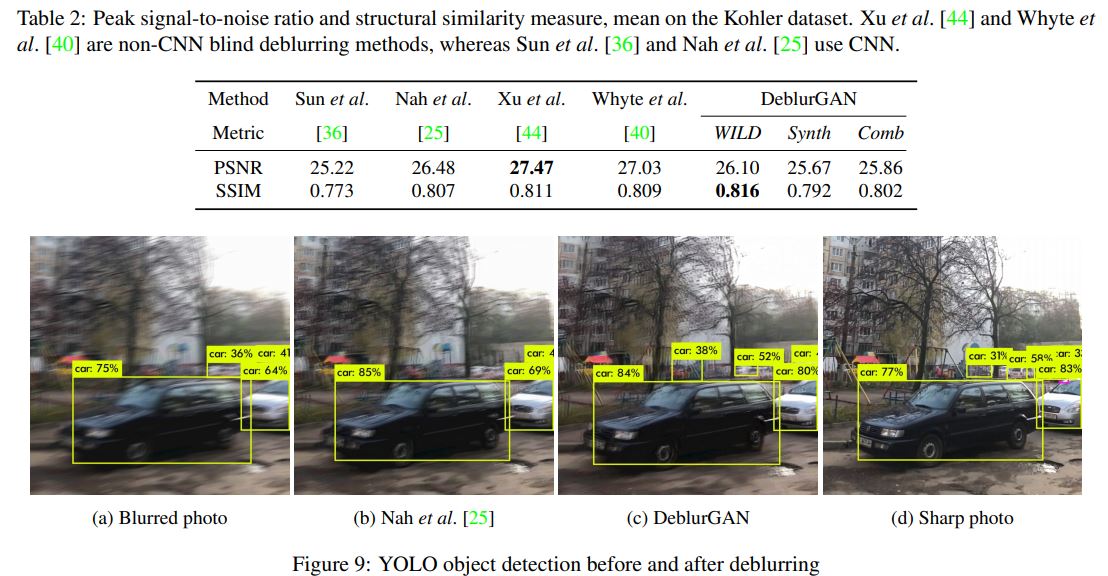 Table 2: Peak signal-to-noise ratio and structural similarity measure, mean on the Kohler dataset. Xu et al. [44] and Whyte et
al. [40] are non-CNN blind deblurring methods, whereas Sun et al. [36] and Nah et al. [25] use CNN.
Method Sun et al. Nah et al. Xu et al. Whyte et al. DeblurGAN
Metric [36] [25] [44] [40] WILD Synth Comb
PSNR 25.22 26.48 27.47 27.03 26.10 25.67 25.86
SSIM 0.773 0.807 0.811 0.809 0.816 0.792 0.802
car: 36% car: 41
car: 75% car: 64%
car: 4
car: 85% car: 69%
car: 38% car: 52% car:
car: 84% car: 80%
car: 31% car: 58% car: 3
car: 77% car: 83%
(a) Blurred photo (b) Nah et al. [25] (c) DeblurGAN (d) Sharp photo
Figure 9: YOLO object detection before and after deblurring